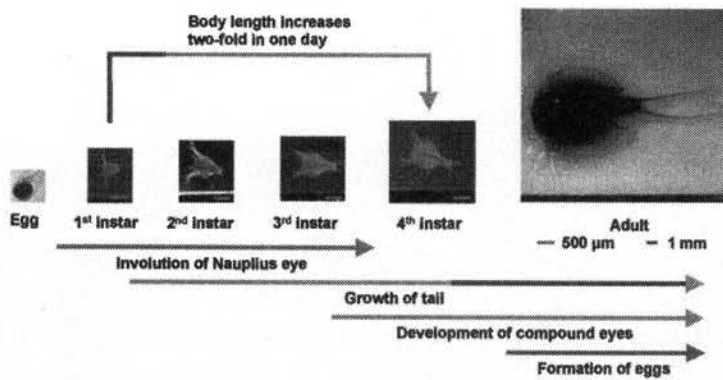 Body length increases
two-fold in one day
Egg
1st instar
2nd instar
3rd instar
4th instar
Adult
500 µm
1 mm
Involution of Nauplius eye
Growth of tail
Development of compound eyes
Formation of eggs